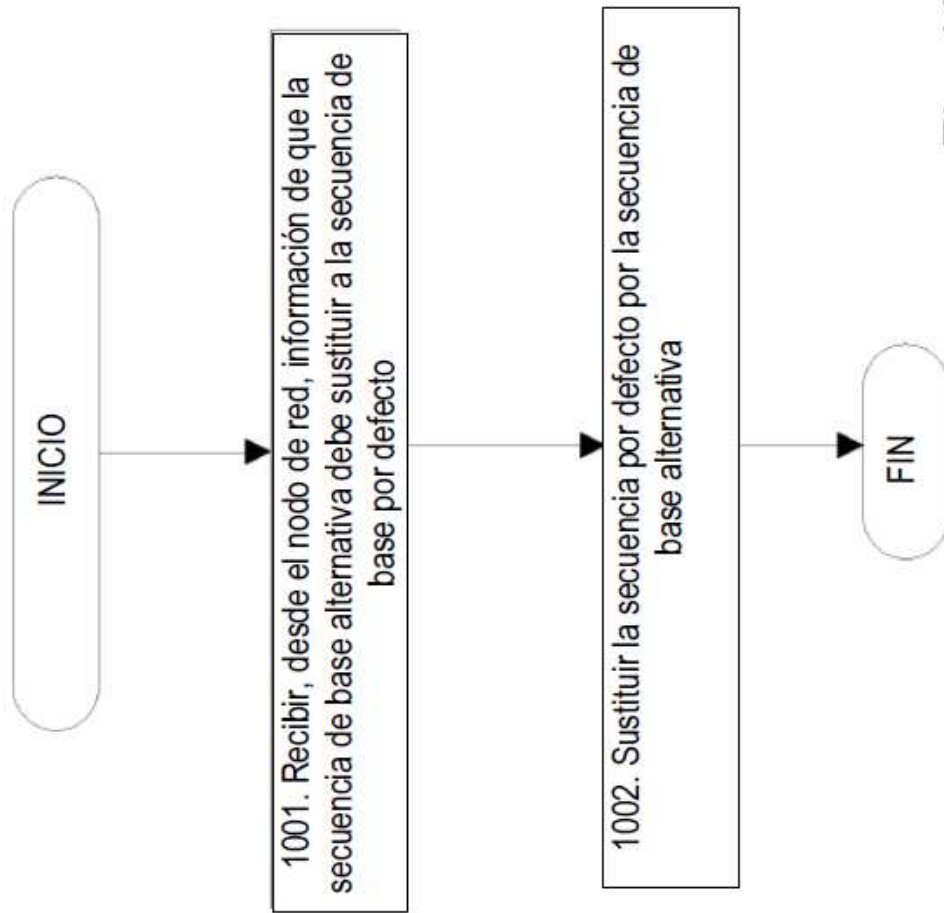 INICIO
1001. Recibir, desde el nodo de red, información de que la
secuencia de base alternativa debe sustituir a la secuencia de
base por defecto
1002. Sustituir la secuencia por defecto por la secuencia de
base alternativa
FIN